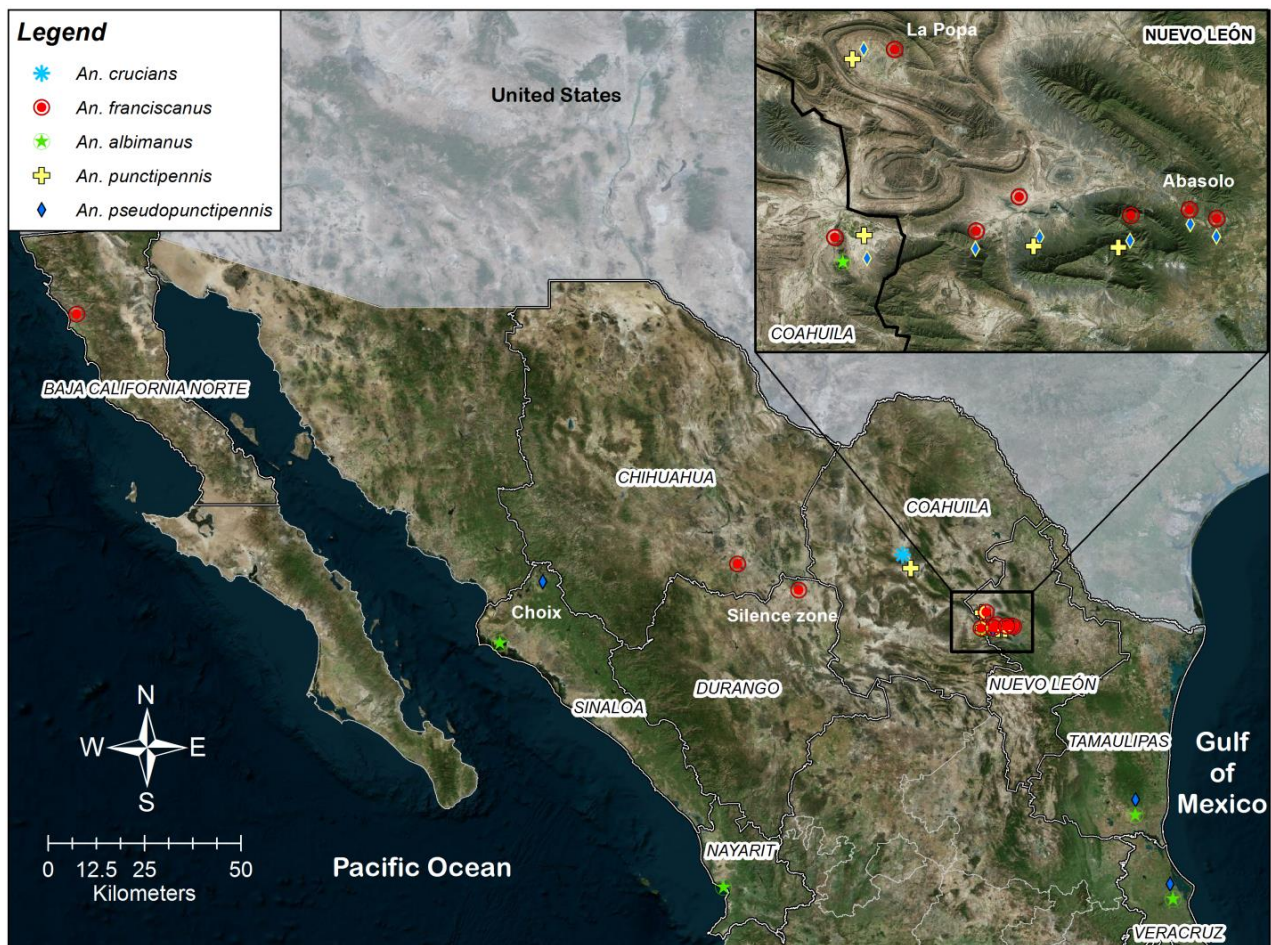 Legend
An. crucians
An. franciscanus
An. albimanus
An. punctipennis
An. pseudopunctipennis
United States
La Popa
NUEVO LEÓN
Abasolo
COAHUILA
BAJA CALIFORNIA NORTE
CHIHUAHUA
COAHUILA
Choix
Silence zone
SINALOA
DURANGO
NUEVO LEÓN
TAMAULIPAS
Gulf
of
Mexico
N
W E
S
0 12.5 25 50
Kilometers
Pacific Ocean
NAYARIT
VERACRUZ